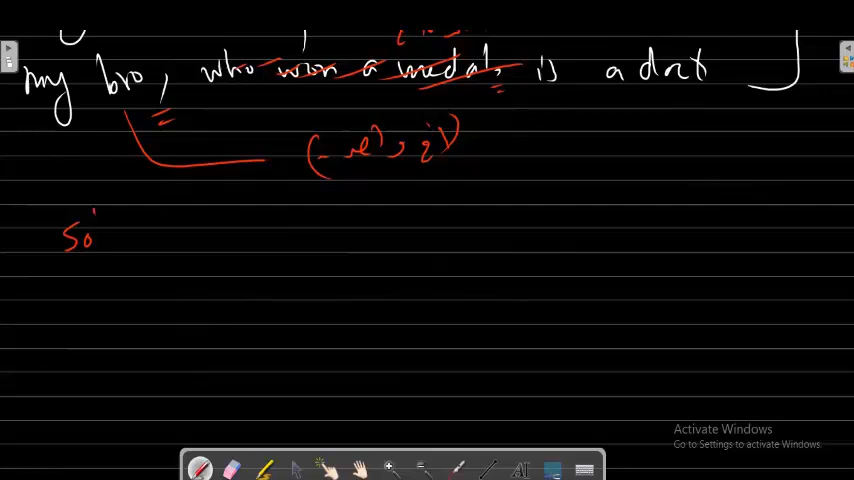 my bro, who won a medal, is a doct
So
Activate Windows
Go to Settings to activate Windows.